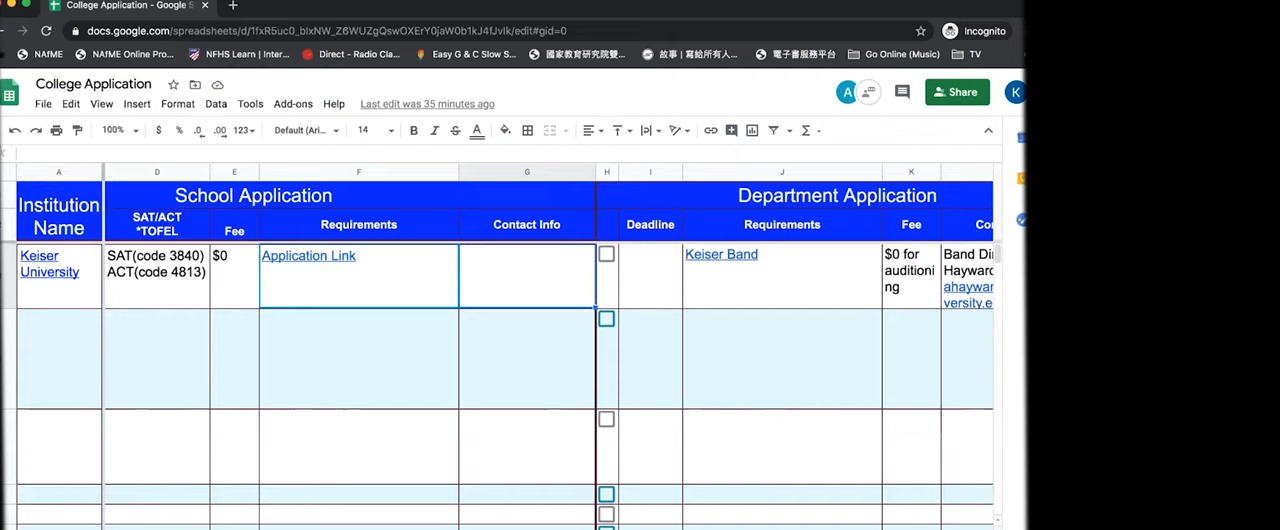 College Application - Google S
docs.google.com/spreadsheets/d/1fxR5uc0_blxNW_Z6WUZgQswOXErY0jaW0b1kJ4fJvlk/edit#gid=0
Incognito
NAfME
NAfME Online Pro...
NFHS Learn | Inter...
Direct - Radio Cla...
Easy G & C Slow S...
國家教育研究院雙...
故事 | 寫給所有人...
電子書服務平台
Go Online (Music)
TV
College Application
File Edit View Insert Format Data Tools Add-ons Help Last edit was 35 minutes ago
A
Share
K
100% $ % .0 .00 123 Default (Ari... 14 B I S A
A D E F G H I J K
Institution Name
School Application
Department Application
SAT/ACT
*TOFEL
Fee
Requirements
Contact Info
Deadline
Requirements
Fee
Co
Keiser
University
SAT(code 3840)
ACT(code 4813)
$0
Application Link
Keiser Band
$0 for
auditioni
ng
Band Di
Hayward
ahaywar
versity.e